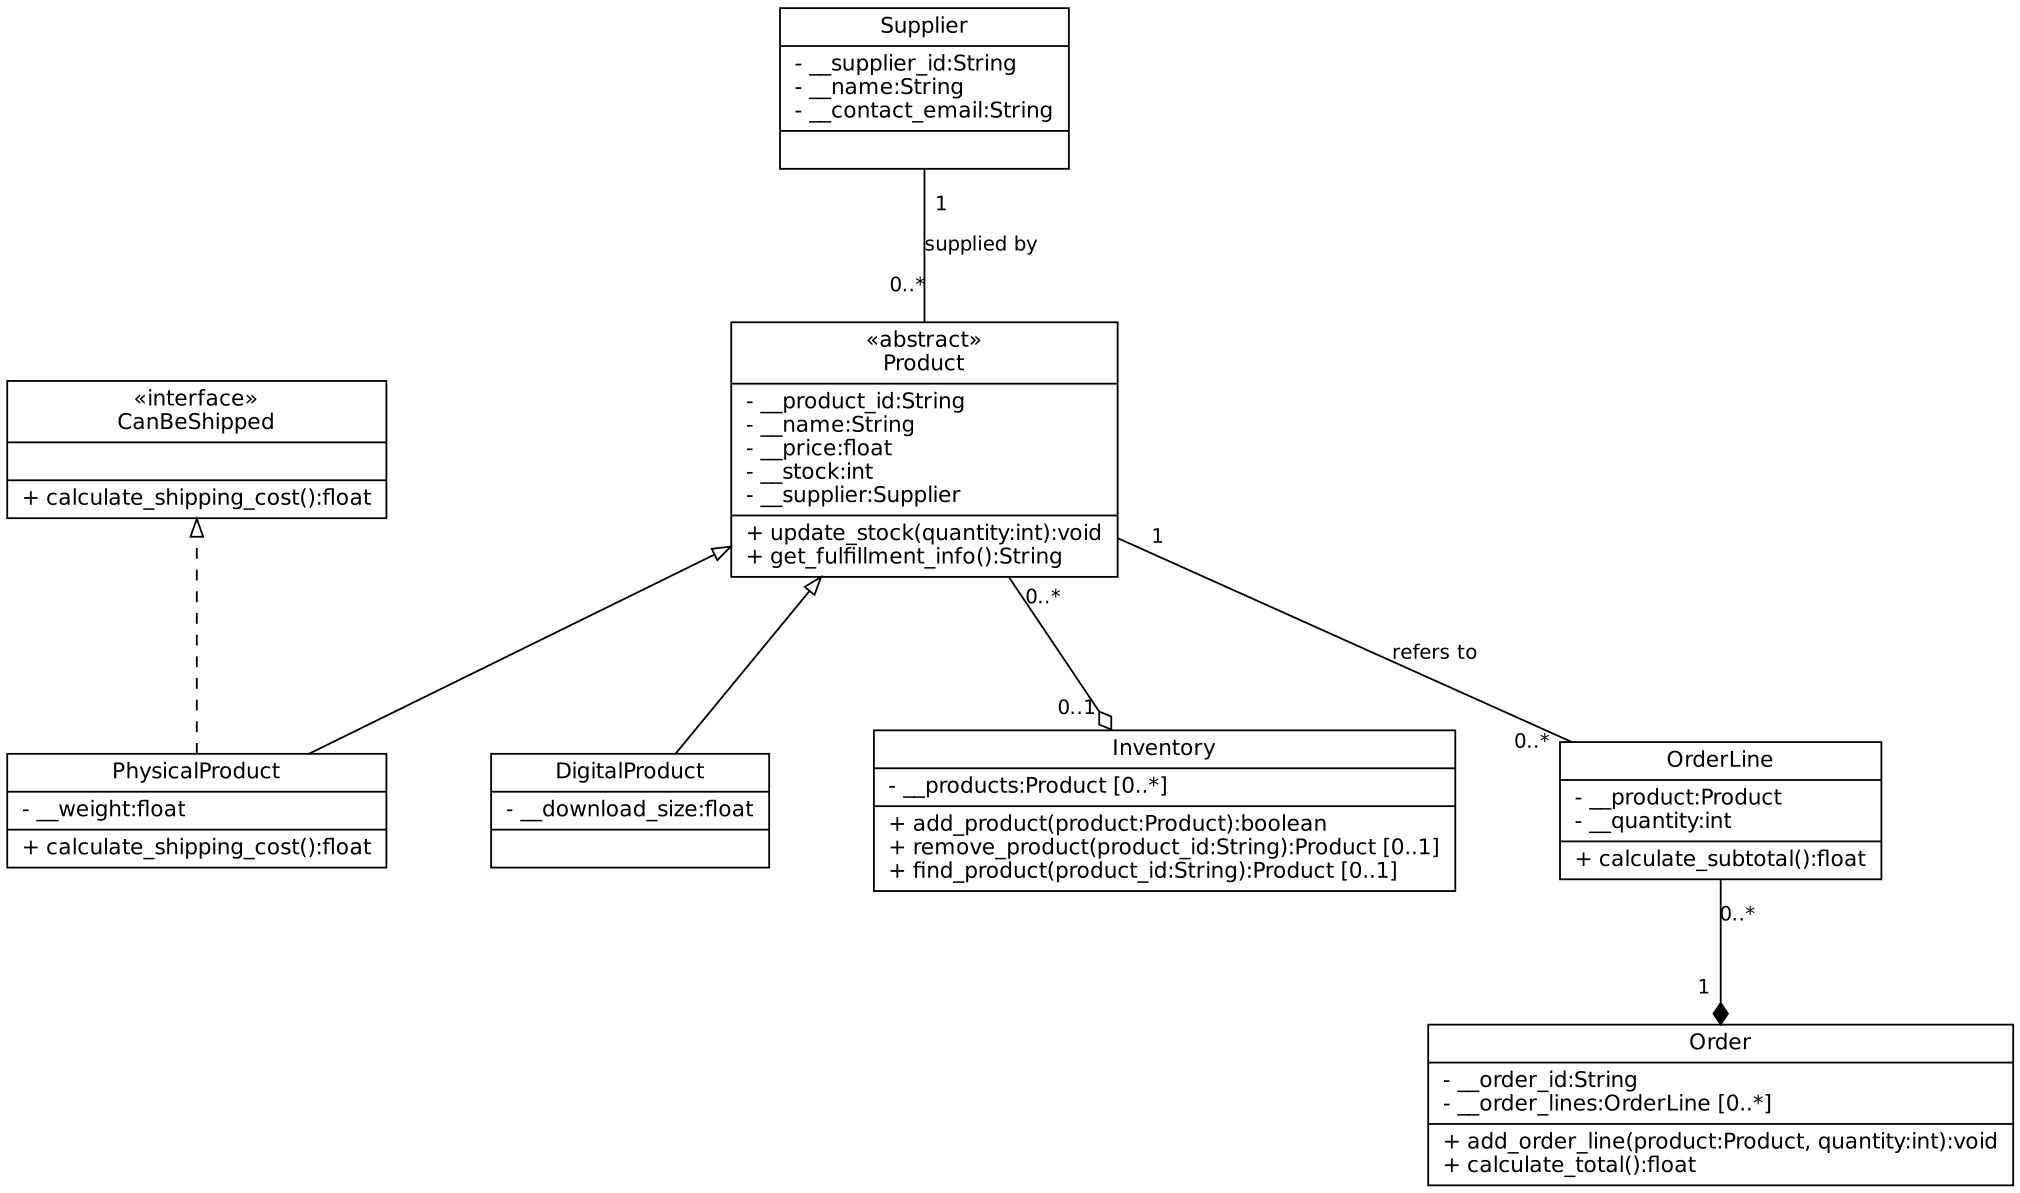 Supplier
- __supplier_id:String
- __name:String
- __contact_email:String
1
supplied by
0..*
«abstract»
Product
- __product_id:String
- __name:String
- __price:float
- __stock:int
- __supplier:Supplier
+ update_stock(quantity:int):void
+ get_fulfillment_info():String
«interface»
CanBeShipped
+ calculate_shipping_cost():float
1
0..*
refers to
0..1
0..*
PhysicalProduct
- __weight:float
+ calculate_shipping_cost():float
DigitalProduct
- __download_size:float
Inventory
- __products:Product [0..*]
+ add_product(product:Product):boolean
+ remove_product(product_id:String):Product [0..1]
+ find_product(product_id:String):Product [0..1]
OrderLine
- __product:Product
- __quantity:int
+ calculate_subtotal():float
0..*
1
Order
- __order_id:String
- __order_lines:OrderLine [0..*]
+ add_order_line(product:Product, quantity:int):void
+ calculate_total():float